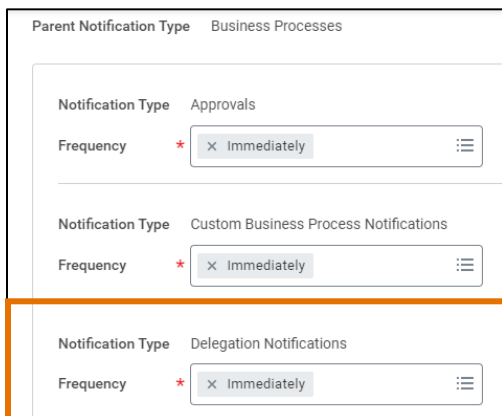 Parent Notification Type Business Processes
Notification Type Approvals
Frequency * × Immediately
Notification Type Custom Business Process Notifications
Frequency * × Immediately
Notification Type Delegation Notifications
Frequency * × Immediately